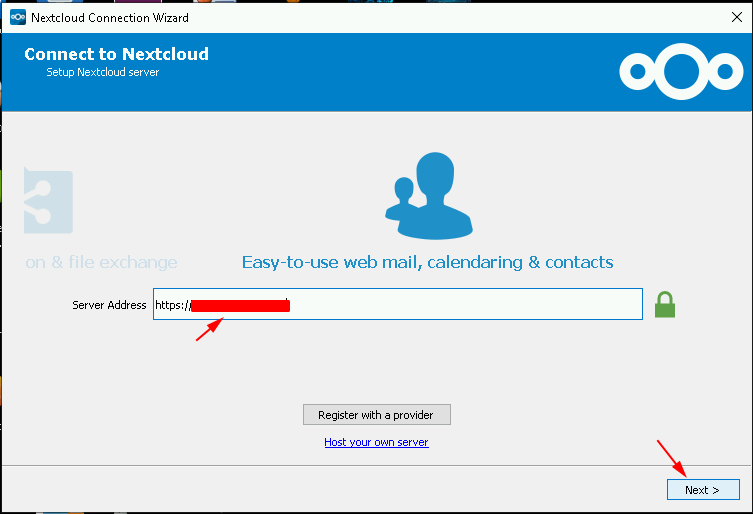 Nextcloud Connection Wizard
Connect to Nextcloud
Setup Nextcloud server
on & file exchange
Easy-to-use web mail, calendaring & contacts
Server Address https://
Register with a provider
Host your own server
Next >